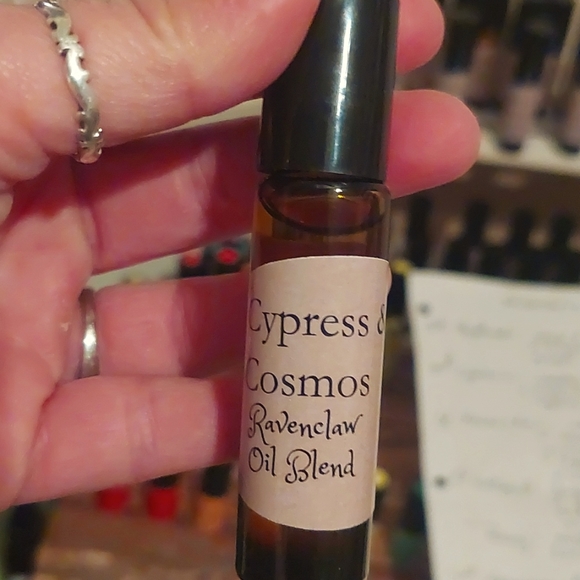 Cypress &
Cosmos
Ravenclaw
Oil Blend